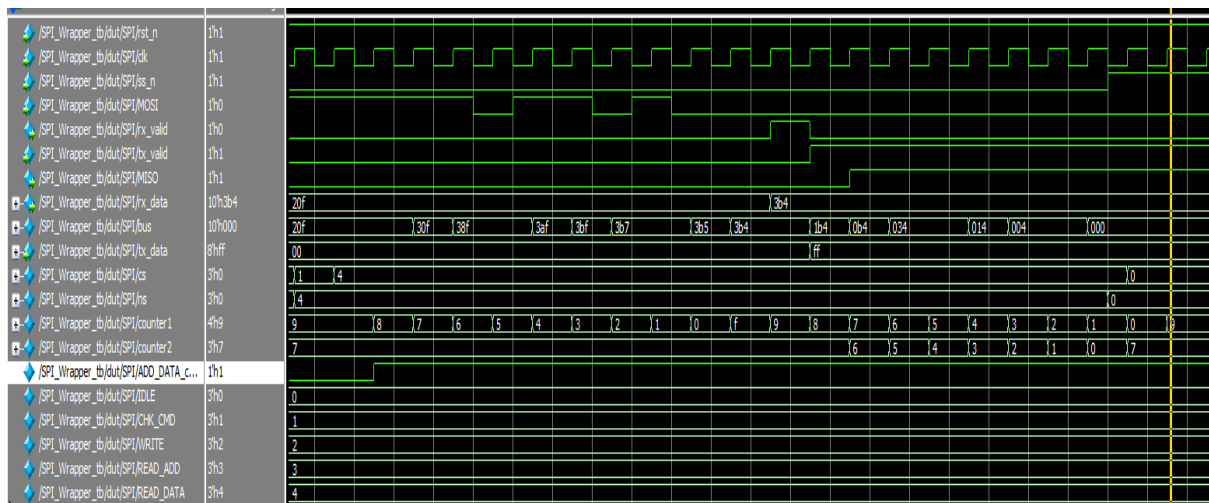 /SPI_Wrapper_tb/dut/SPI/rst_n 1'h1
/SPI_Wrapper_tb/dut/SPI/clk 1'h1
/SPI_Wrapper_tb/dut/SPI/ss_n 1'h1
/SPI_Wrapper_tb/dut/SPI/MOSI 1'h0
/SPI_Wrapper_tb/dut/SPI/rx_valid 1'h0
/SPI_Wrapper_tb/dut/SPI/tx_valid 1'h1
/SPI_Wrapper_tb/dut/SPI/MISO 1'h1
/SPI_Wrapper_tb/dut/SPI/rx_data 10'h3b4 20f 3b4
/SPI_Wrapper_tb/dut/SPI/bus 10'h000 20f 30f 38f 3af 3bf 3b7 3b5 3b4 1b4 0b4 034 014 004 000
/SPI_Wrapper_tb/dut/SPI/tx_data 8'hff 00 ff
/SPI_Wrapper_tb/dut/SPI/cs 3'h0 1 4 0
/SPI_Wrapper_tb/dut/SPI/ns 3'h0 4 0
/SPI_Wrapper_tb/dut/SPI/counter1 4'h9 9 8 7 6 5 4 3 2 1 0 f 9 8 7 6 5 4 3 2 1 0 9
/SPI_Wrapper_tb/dut/SPI/counter2 3'h7 7 6 5 4 3 2 1 0 7
/SPI_Wrapper_tb/dut/SPI/ADD_DATA_c... 1'h1
/SPI_Wrapper_tb/dut/SPI/IDLE 3'h0 0
/SPI_Wrapper_tb/dut/SPI/CHK_CMD 3'h1 1
/SPI_Wrapper_tb/dut/SPI/WRITE 3'h2 2
/SPI_Wrapper_tb/dut/SPI/READ_ADD 3'h3 3
/SPI_Wrapper_tb/dut/SPI/READ_DATA 3'h4 4